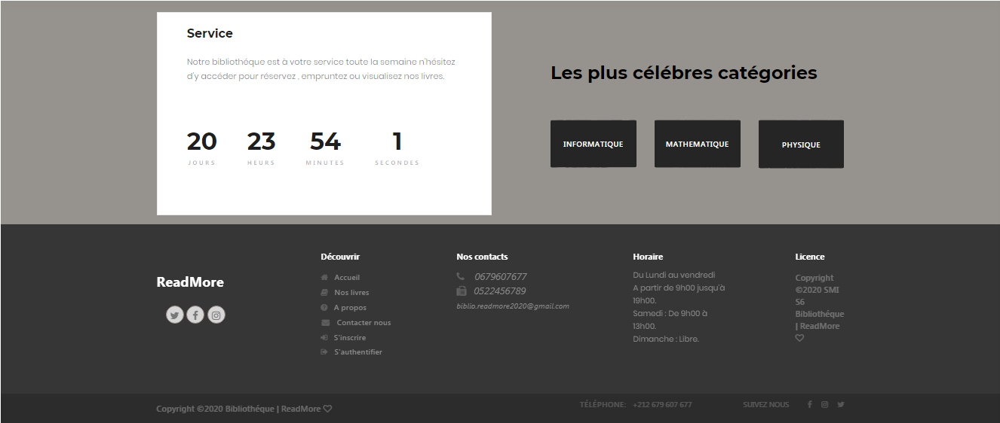 Service
Notre bibliothéque est à votre service toute la semaine n'hésitez
d'y accéder pour réservez , empruntez ou visualisez nos livres.
20 23 54 1
JOURS HEURS MINUTES SECONDES
Les plus célébres catégories
INFORMATIQUE MATHEMATIQUE PHYSIQUE
ReadMore
Découvrir
Accueil
Nos livres
A propos
Contacter nous
S'inscrire
S'authentifier
Nos contacts
0679607677
0522456789
biblio.readmore2020@gmail.com
Horaire
Du Lundi au vendredi
A partir de 9h00 jusqu'à
19h00.
Samedi : De 9h00 à
13h00.
Dimanche : Libre.
Licence
Copyright
©2020 SMI
S6
Bibliothéque
| ReadMore
♡
Copyright ©2020 Bibliothéque | ReadMore ♡
TÉLÉPHONE: +212 679 607 677
SUIVEZ NOUS